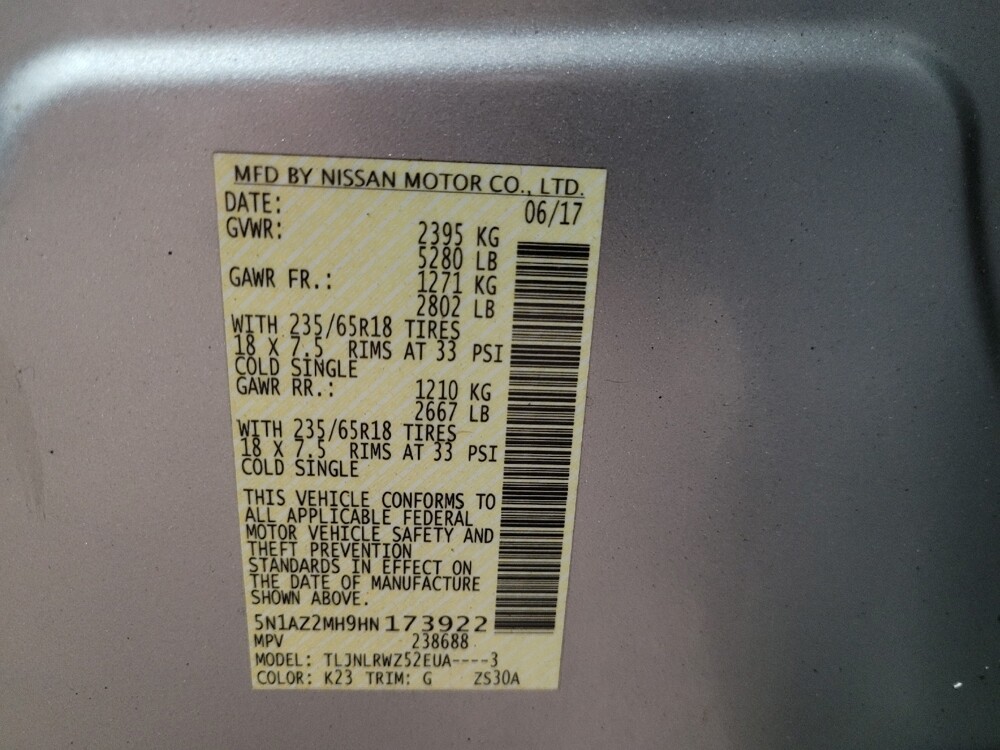 MFD BY NISSAN MOTOR CO., LTD.
DATE: 06/17
GVWR: 2395 KG
5280 LB
GAWR FR.: 1271 KG
2802 LB
WITH 235/65R18 TIRES
18 X 7.5 RIMS AT 33 PSI
COLD SINGLE
GAWR RR.: 1210 KG
2667 LB
WITH 235/65R18 TIRES
18 X 7.5 RIMS AT 33 PSI
COLD SINGLE
THIS VEHICLE CONFORMS TO
ALL APPLICABLE FEDERAL
MOTOR VEHICLE SAFETY AND
THEFT PREVENTION
STANDARDS IN EFFECT ON
THE DATE OF MANUFACTURE
SHOWN ABOVE.
5N1AZ2MH9HN173922
MPV 238688
MODEL: TLJNLRWZ52EUA----3
COLOR: K23 TRIM: G ZS30A